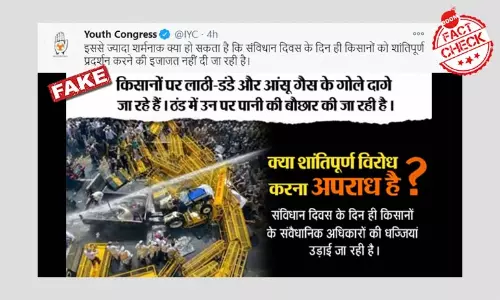 Youth Congress @IYC · 4h
इससे ज्यादा शर्मनाक क्या हो सकता है कि संविधान दिवस के दिन ही किसानों को शांतिपूर्ण
प्रदर्शन करने की इजाजत नहीं दी जा रही है।
FACT
CHECK
FAKE
किसानों पर लाठी-डंडे और आंसू गैस के गोले दागे
जा रहे हैं । ठंड में उन पर पानी की बौछार की जा रही है ।
क्या शांतिपूर्ण विरोध
करना अपराध है ?
संविधान दिवस के दिन ही किसानों
के संवैधानिक अधिकारों की धज्जियां
उड़ाई जा रही है ।